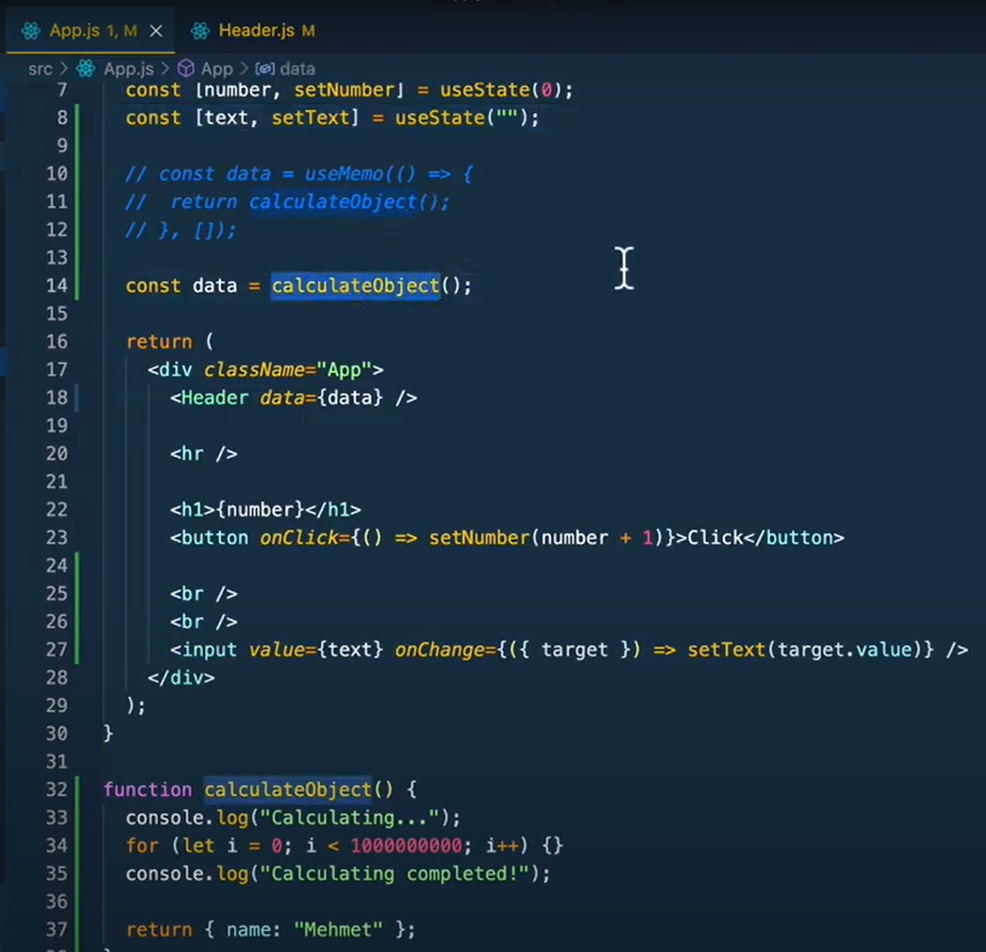 App.js 1, M × Header.js M
src > App.js > App > data
7 const [number, setNumber] = useState(0);
8 const [text, setText] = useState("");
9
10 // const data = useMemo(() => {
11 //  return calculateObject();
12 // }, []);
13
14 const data = calculateObject();
15
16 return (
17 <div className="App">
18 <Header data={data} />
19
20 <hr />
21
22 <h1>{number}</h1>
23 <button onClick={() => setNumber(number + 1)}>Click</button>
24
25 <br />
26 <br />
27 <input value={text} onChange={({ target }) => setText(target.value)} />
28 </div>
29 );
30 }
31
32 function calculateObject() {
33 console.log("Calculating...");
34 for (let i = 0; i < 1000000000; i++) {}
35 console.log("Calculating completed!");
36
37 return { name: "Mehmet" };